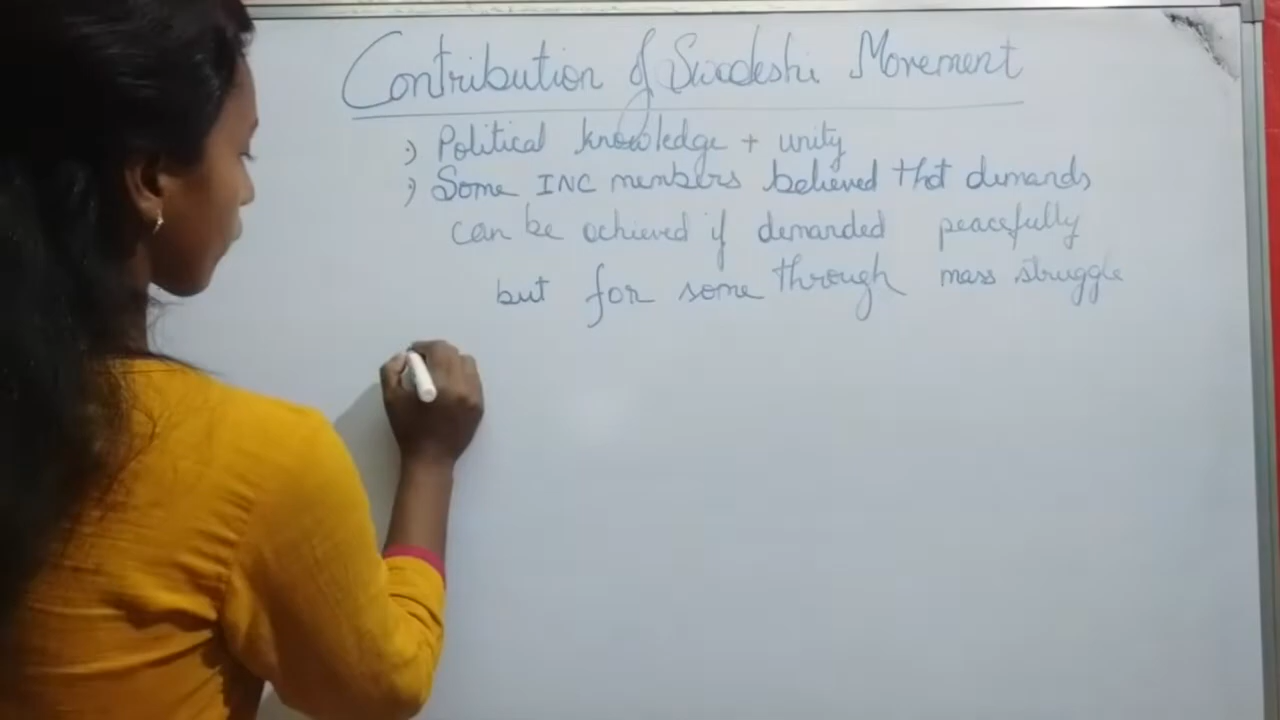 Contribution of Swadeshi Movement
) Political knowledge + unity
) Some INC members believed that demands
can be achieved if demanded peacefully
but for some through mass struggle